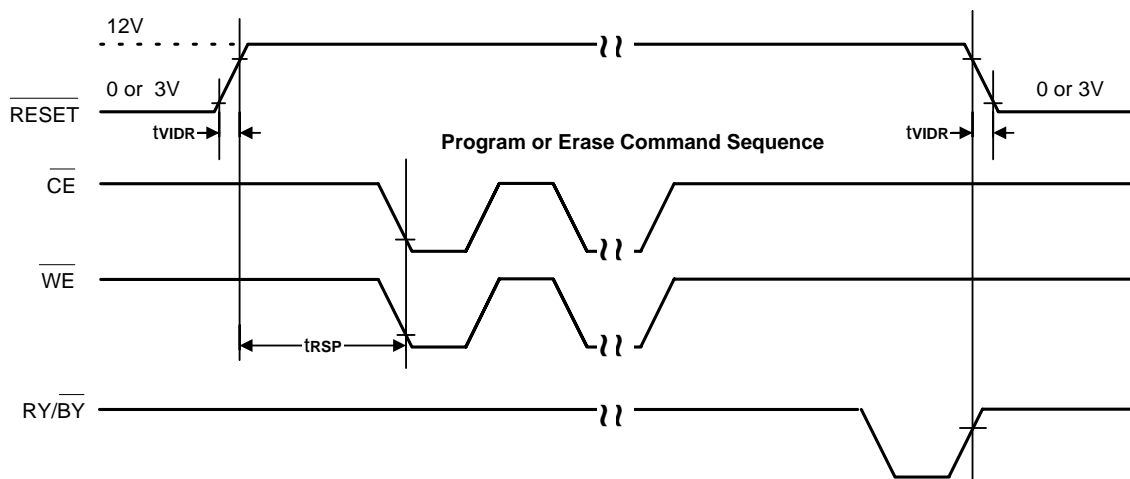 12V
0 or 3V
0 or 3V
RESET
tVIDR
tVIDR
Program or Erase Command Sequence
CE
WE
tRSP
RY/BY